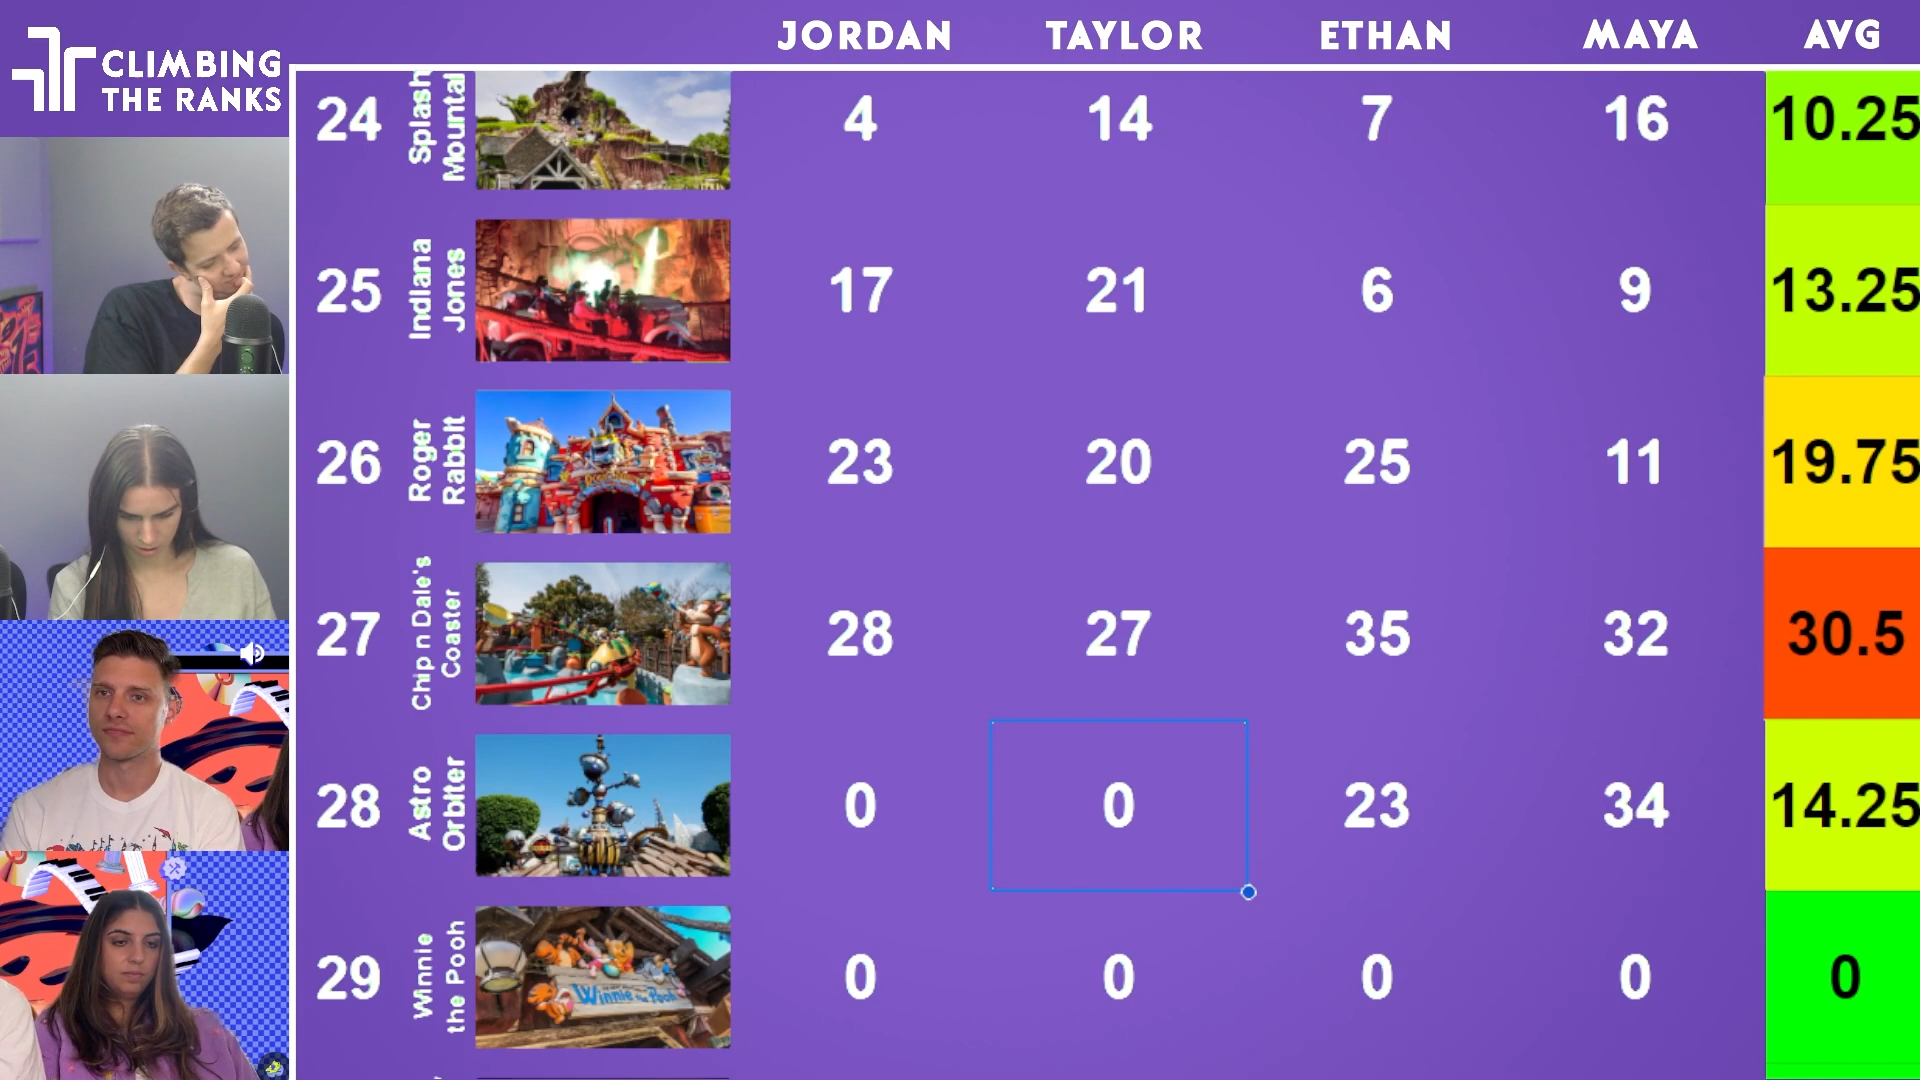 CLIMBING
THE RANKS
JORDAN TAYLOR ETHAN MAYA AVG
24 Splash Mountai 4 14 7 16 10.25
25 Indiana Jones 17 21 6 9 13.25
26 Roger Rabbit 23 20 25 11 19.75
27 Chip n Dale's Coaster 28 27 35 32 30.5
28 Astro Orbiter 0 0 23 34 14.25
29 Winnie the Pooh 0 0 0 0 0
Winnie the Pooh